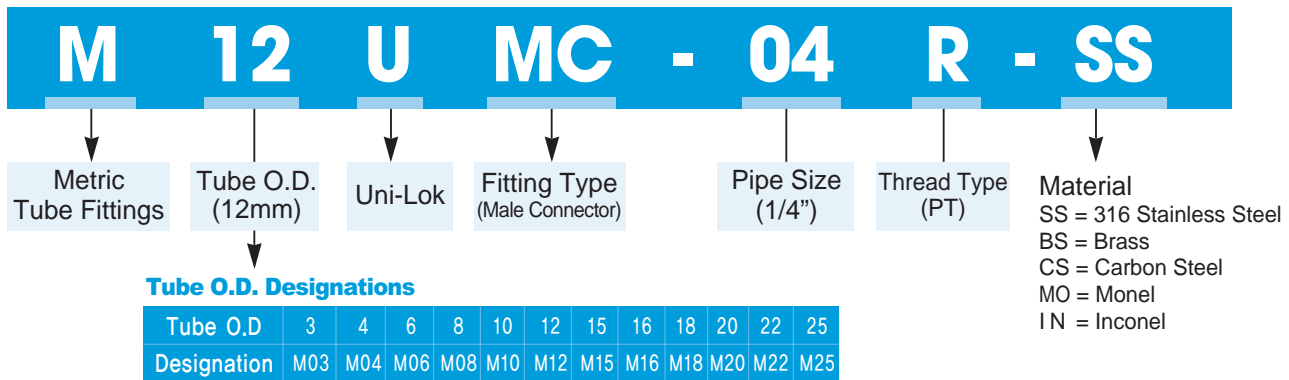 M 12 U MC - 04 R - SS
Metric
Tube Fittings
Tube O.D.
(12mm)
Uni-Lok
Fitting Type
(Male Connector)
Pipe Size
(1/4”)
Thread Type
(PT)
Material
SS = 316 Stainless Steel
BS = Brass
CS = Carbon Steel
MO = Monel
IN = Inconel
Tube O.D. Designations
Tube O.D 3 4 6 8 10 12 15 16 18 20 22 25
Designation M03 M04 M06 M08 M10 M12 M15 M16 M18 M20 M22 M25